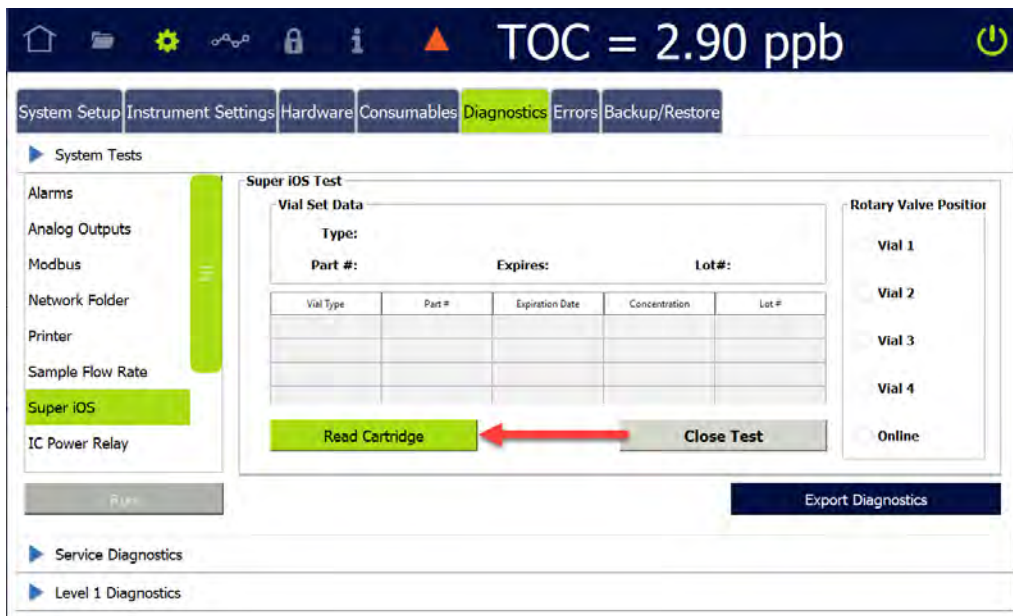 TOC = 2.90 ppb
System Setup Instrument Settings Hardware Consumables Diagnostics Errors Backup/Restore
System Tests
Alarms
Analog Outputs
Modbus
Network Folder
Printer
Sample Flow Rate
Super iOS
IC Power Relay
Run
Super iOS Test
Vial Set Data
Type:
Part #: Expires: Lot#:
Vial Type Part # Expiration Date Concentration Lot #
Read Cartridge Close Test
Rotary Valve Position
Vial 1
Vial 2
Vial 3
Vial 4
Online
Export Diagnostics
Service Diagnostics
Level 1 Diagnostics